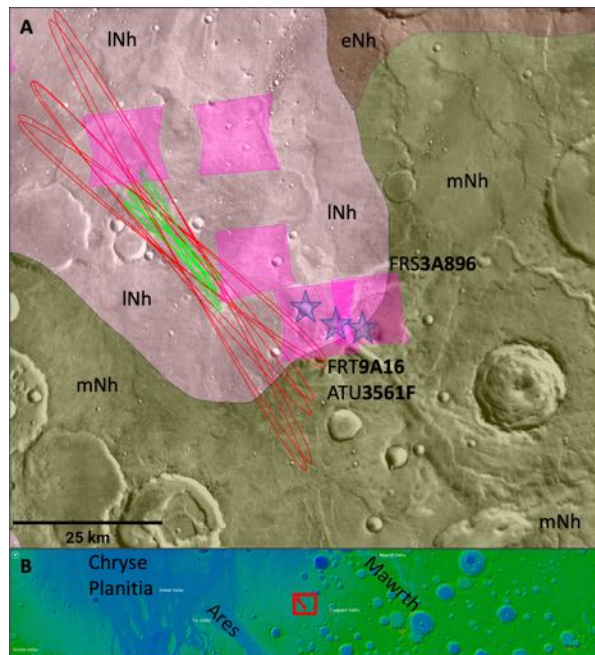 A
lNh
eNh
mNh
lNh
FRS3A896
lNh
mNh
FRT9A16
ATU3561F
25 km
mNh
B
Chryse
Planitia
Mawrth
Ares